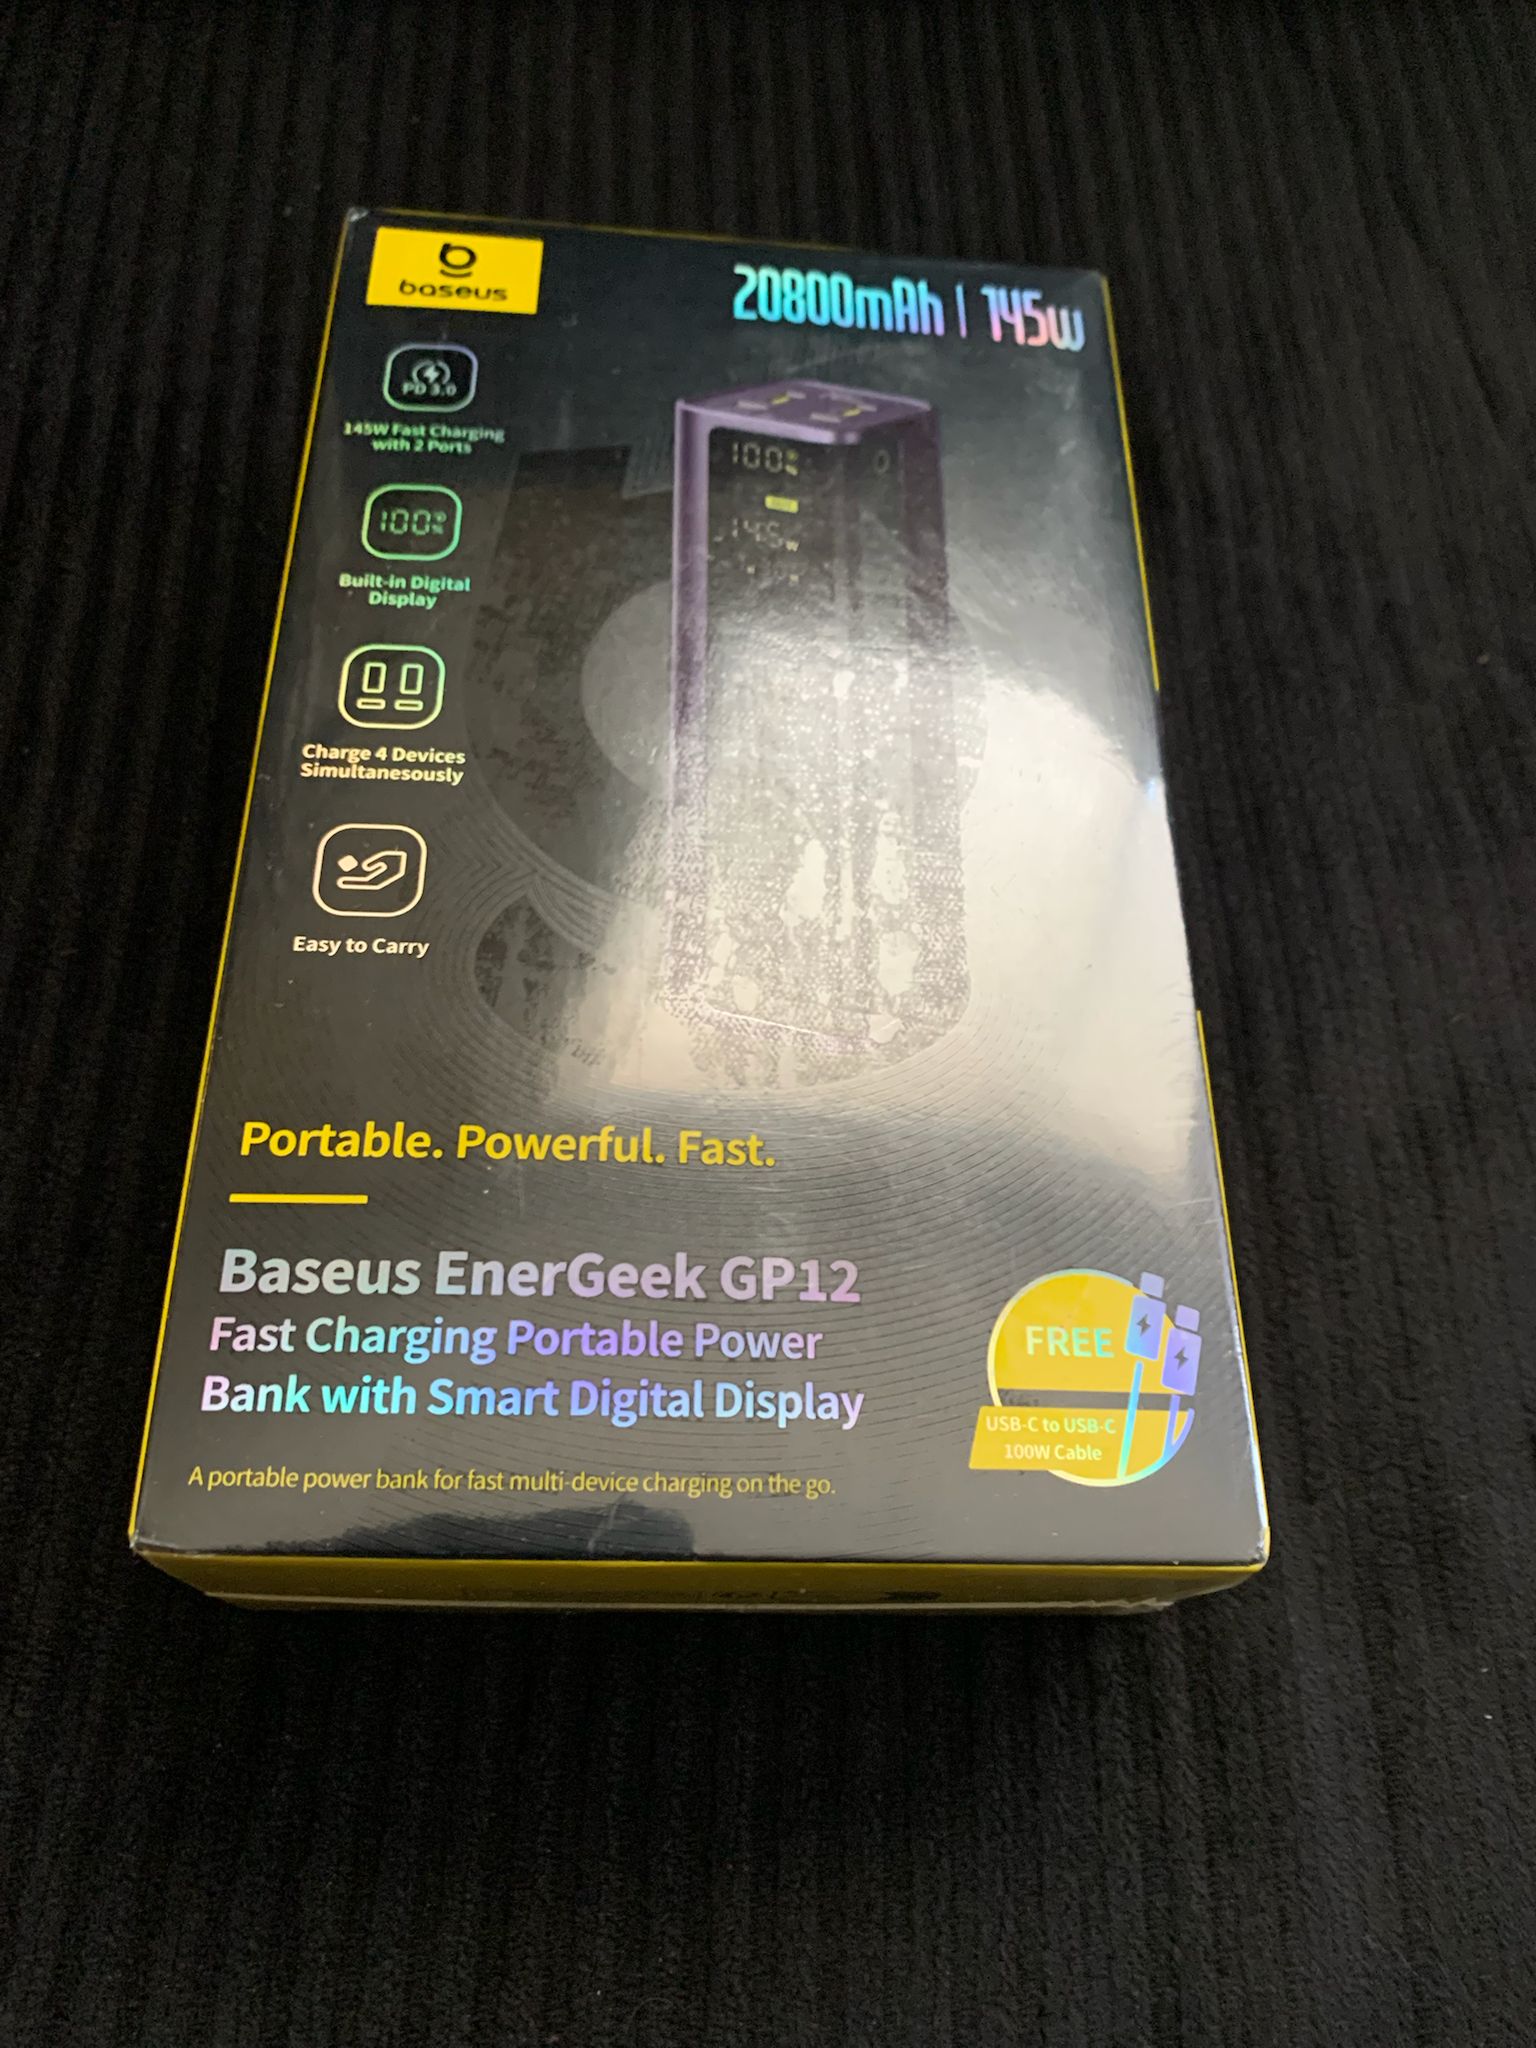 baseus
20800mAh | 145W
PD 3.0
145W Fast Charging
with 2 Ports
100%
Built-in Digital
Display
Charge 4 Devices
Simultanesously
Easy to Carry
100%
0
145W
Portable. Powerful. Fast.
Baseus EnerGeek GP12
Fast Charging Portable Power
Bank with Smart Digital Display
A portable power bank for fast multi-device charging on the go.
FREE
USB-C to USB-C
100W Cable